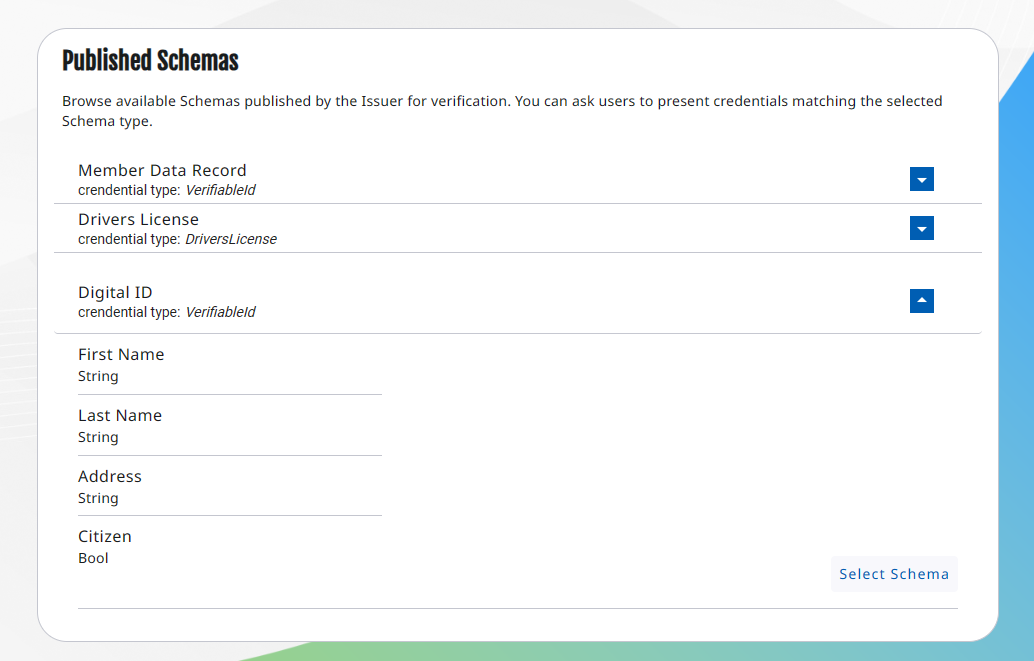 Published Schemas
Browse available Schemas published by the Issuer for verification. You can ask users to present credentials matching the selected
Schema type.
Member Data Record
crendential type: VerifiableId
Drivers License
crendential type: DriversLicense
Digital ID
crendential type: VerifiableId
First Name
String
Last Name
String
Address
String
Citizen
Bool
Select Schema